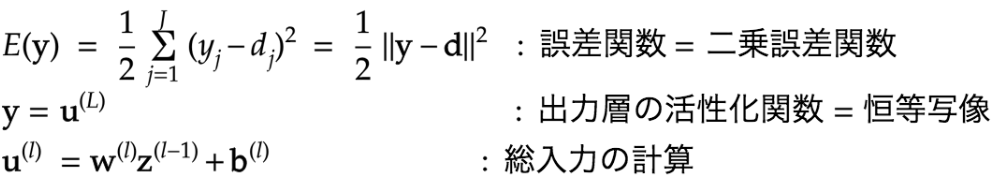 E(y) = 1/2 Σ_{j=1}^{J} (y_j − d_j)² = 1/2 ||y − d||² : 誤差関数 = 二乗誤差関数
y = u^{(L)} : 出力層の活性化関数 = 恒等写像
u^{(l)} = w^{(l)}z^{(l−1)} + b^{(l)} : 総入力の計算